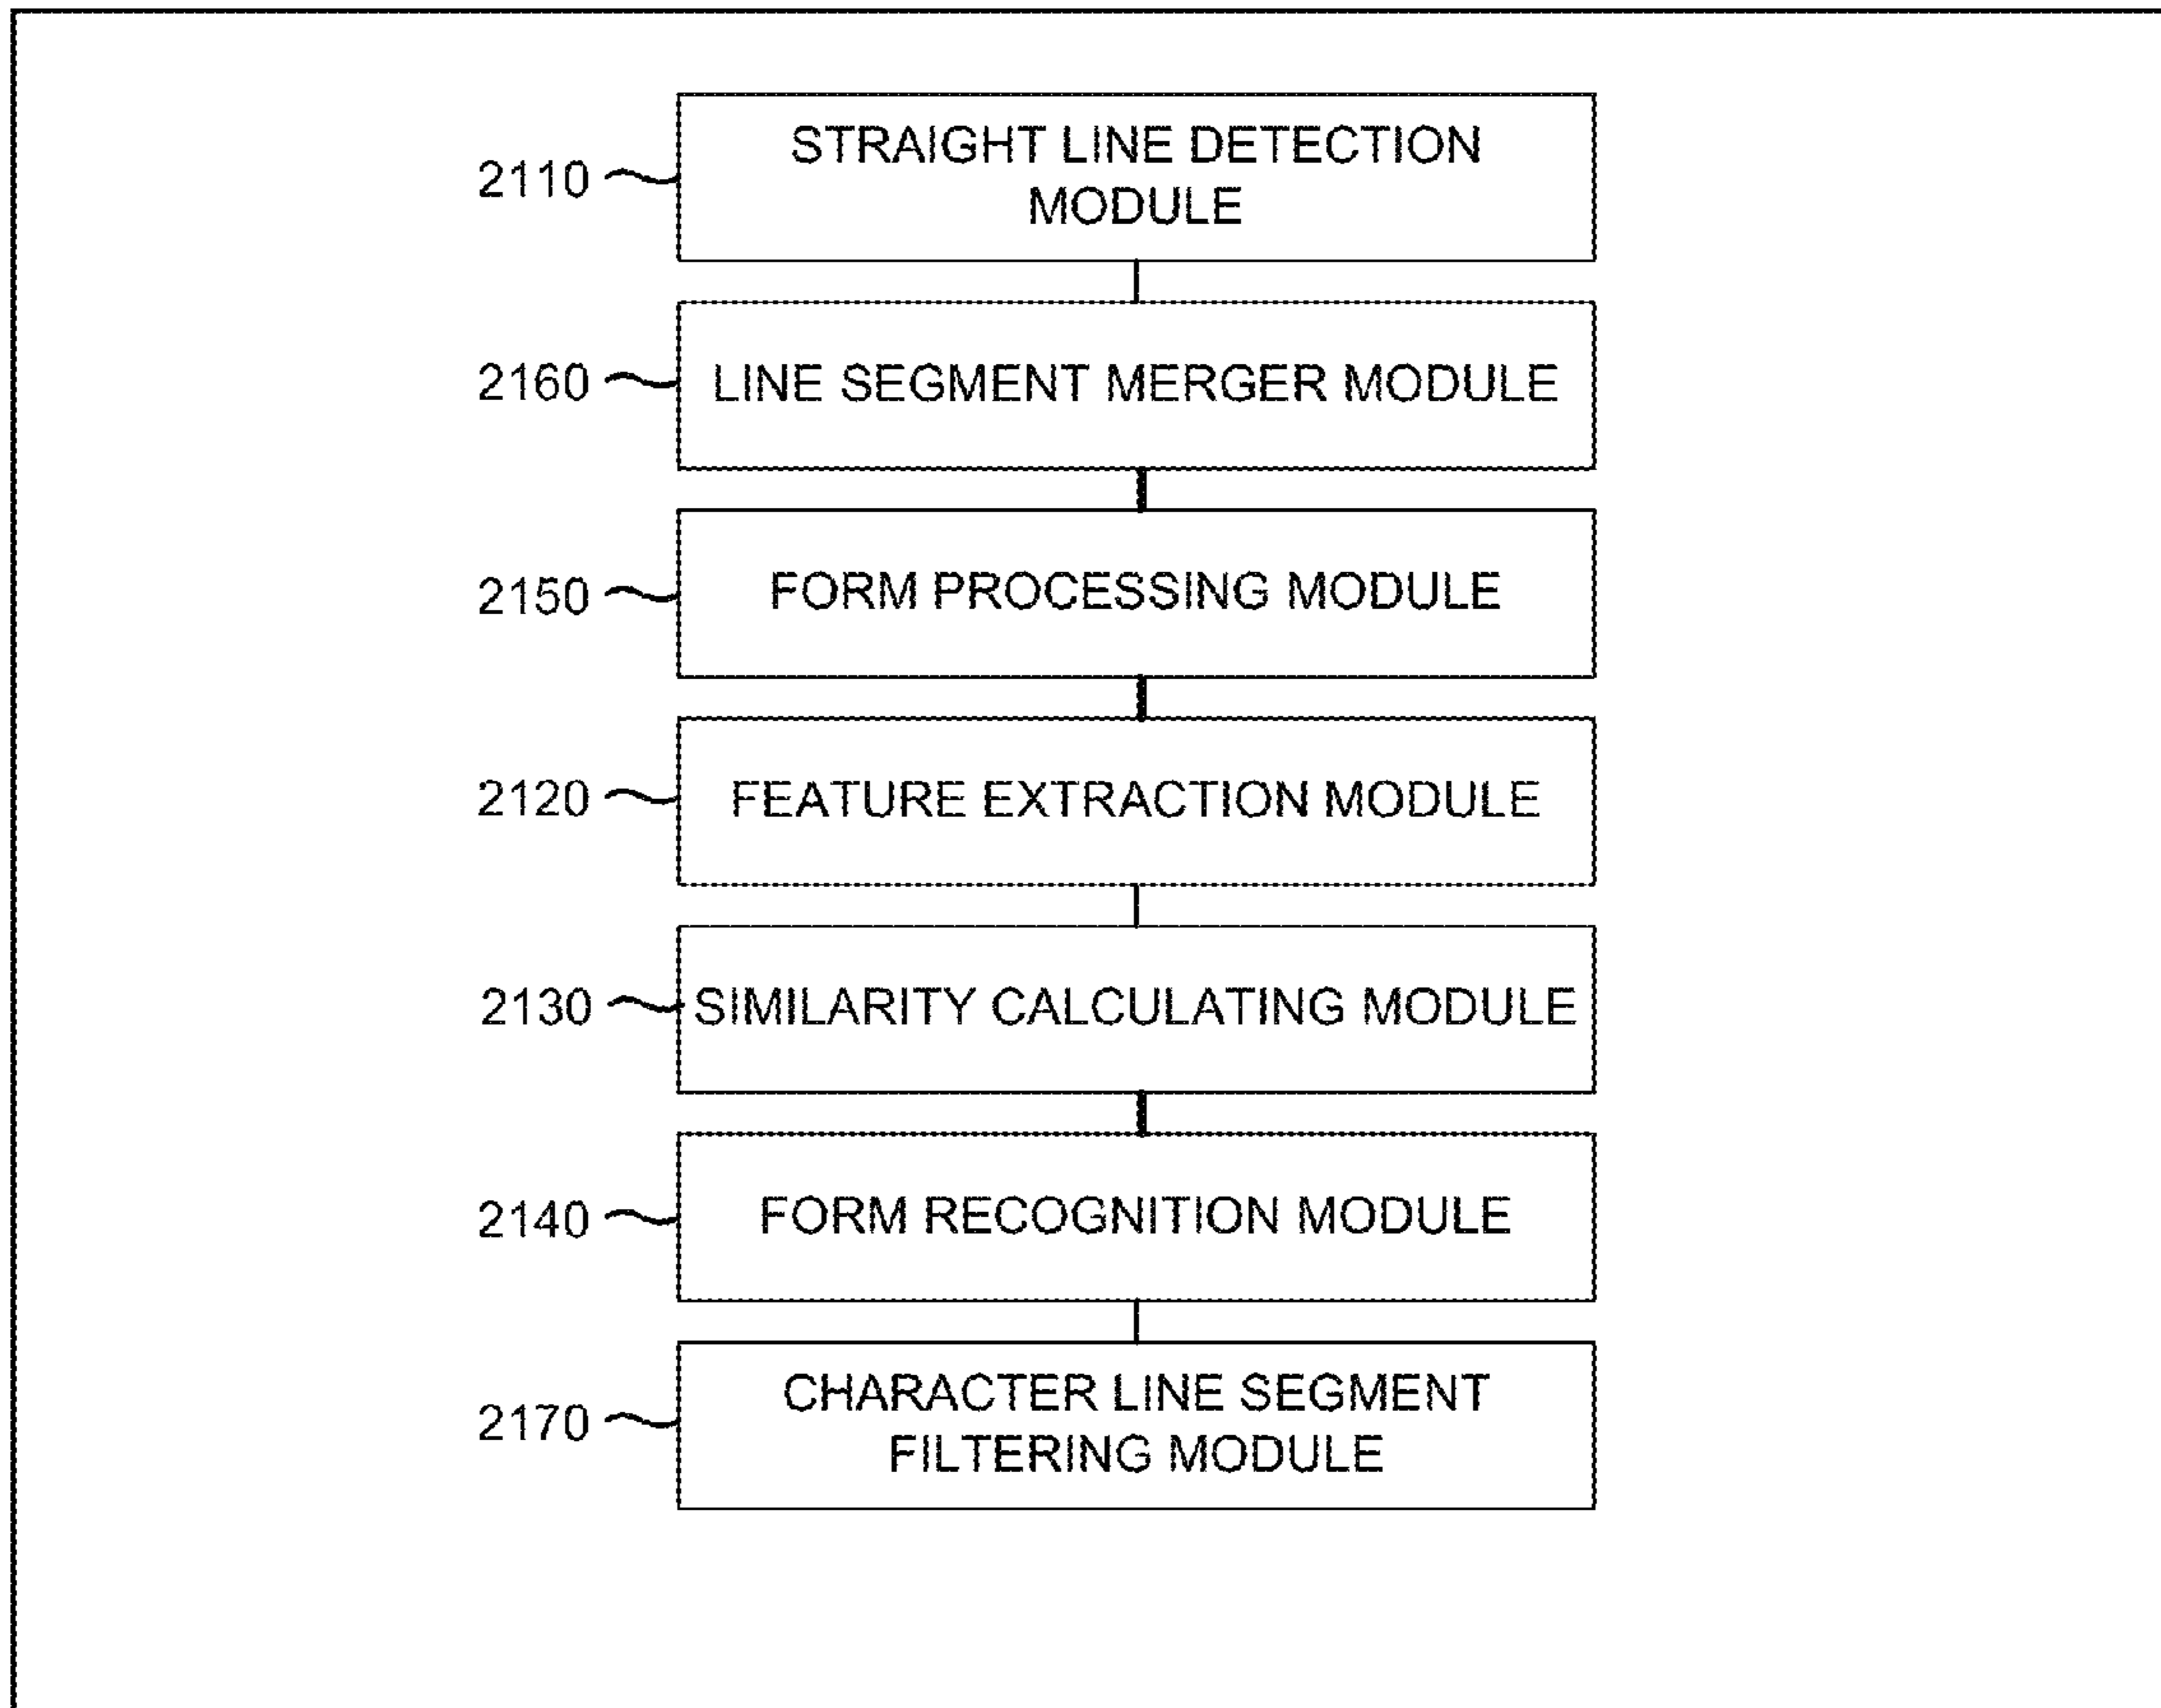 STRAIGHT LINE DETECTION
2110
MODULE
2160 LINE SEGMENT MERGER MODULE
2150 FORM PROCESSING MODULE
2120 FEATURE EXTRACTION MODULE
2130 SIMILARITY CALCULATING MODULE
2140 FORM RECOGNITION MODULE
CHARACTER LINE SEGMENT
2170
FILTERING MODULE